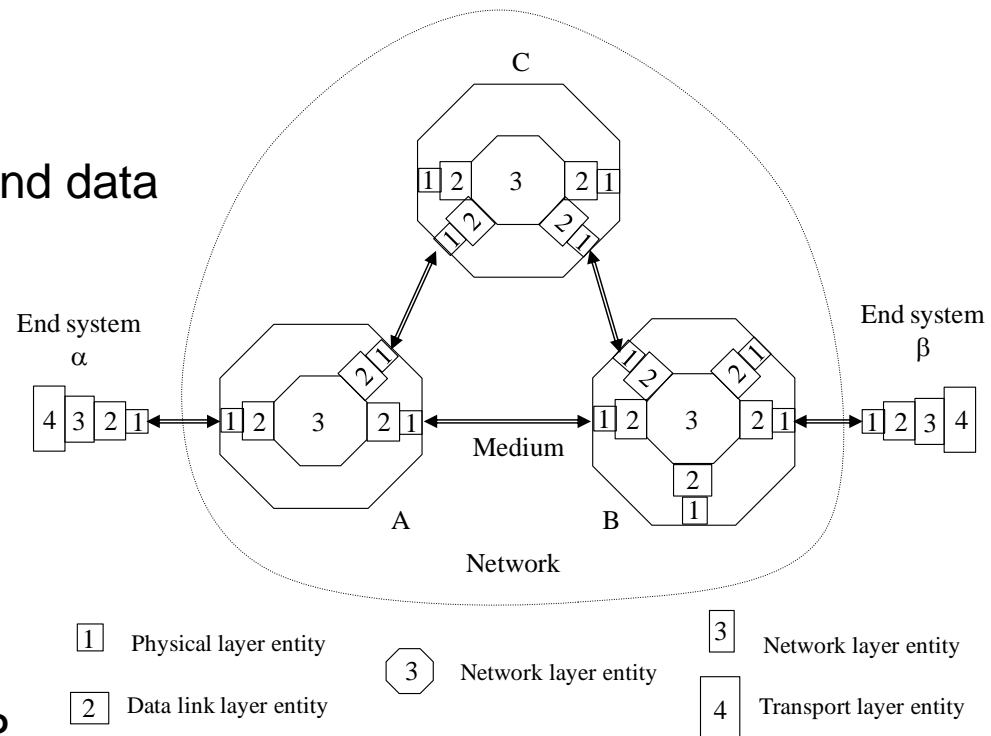 C
nd data
1 2 3 2 1
2 2
1 1
End system
α
End system
β
1 1
2 2 2
4 3 2 1
1 2 3 2 1
1 2 3 2 1
1 2 3 4
Medium
2
1
A
B
Network
1 Physical layer entity
3 Network layer entity
3 Network layer entity
2 Data link layer entity
4 Transport layer entity